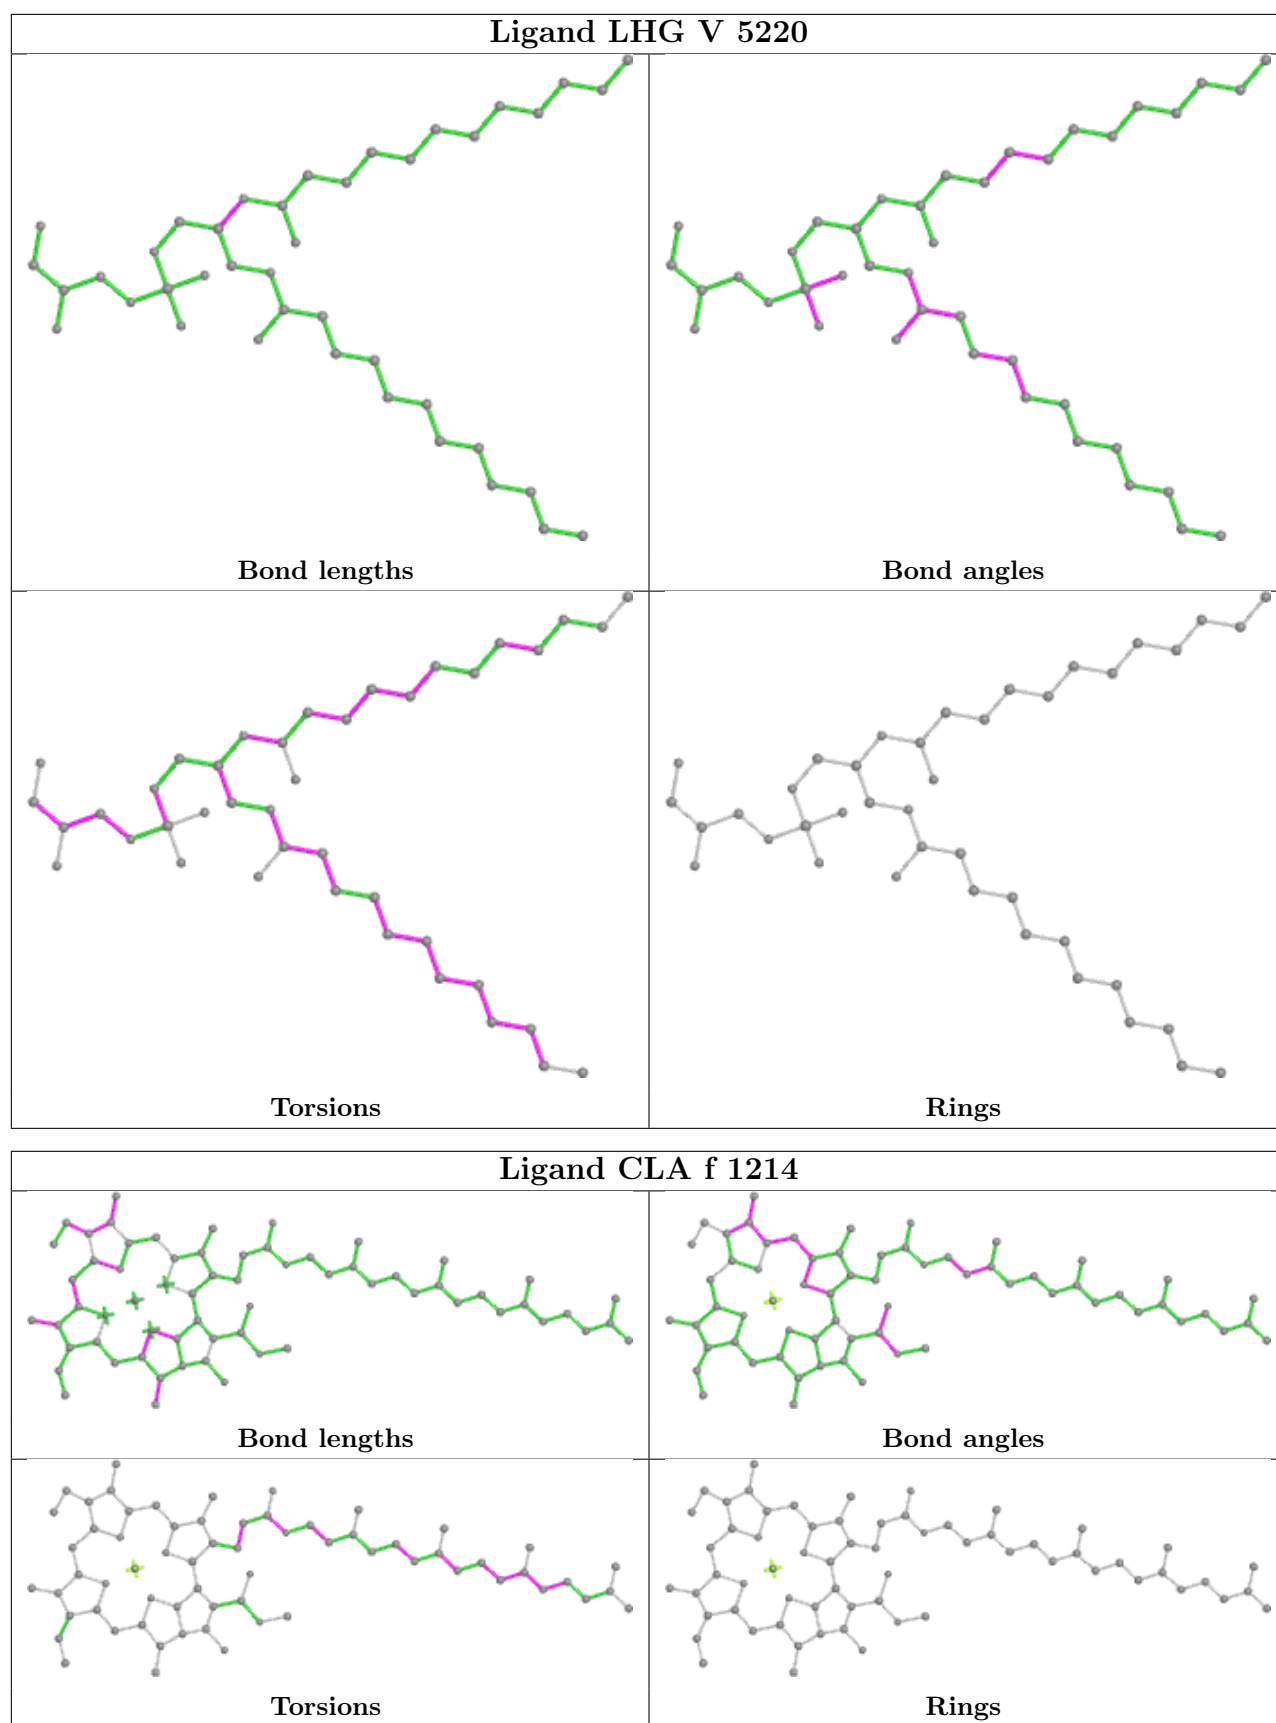 Ligand LHG V 5220
Bond lengths
Bond angles
Torsions
Rings
Ligand CLA f 1214
Bond lengths
Bond angles
Torsions
Rings